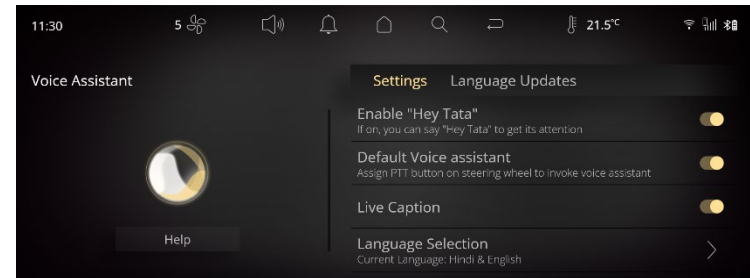 11:30
5
21.5°C
Voice Assistant
Settings Language Updates
Enable "Hey Tata"
If on, you can say "Hey Tata" to get its attention
Default Voice assistant
Assign PTT button on steering wheel to invoke voice assistant
Live Caption
Help
Language Selection
Current Language: Hindi & English